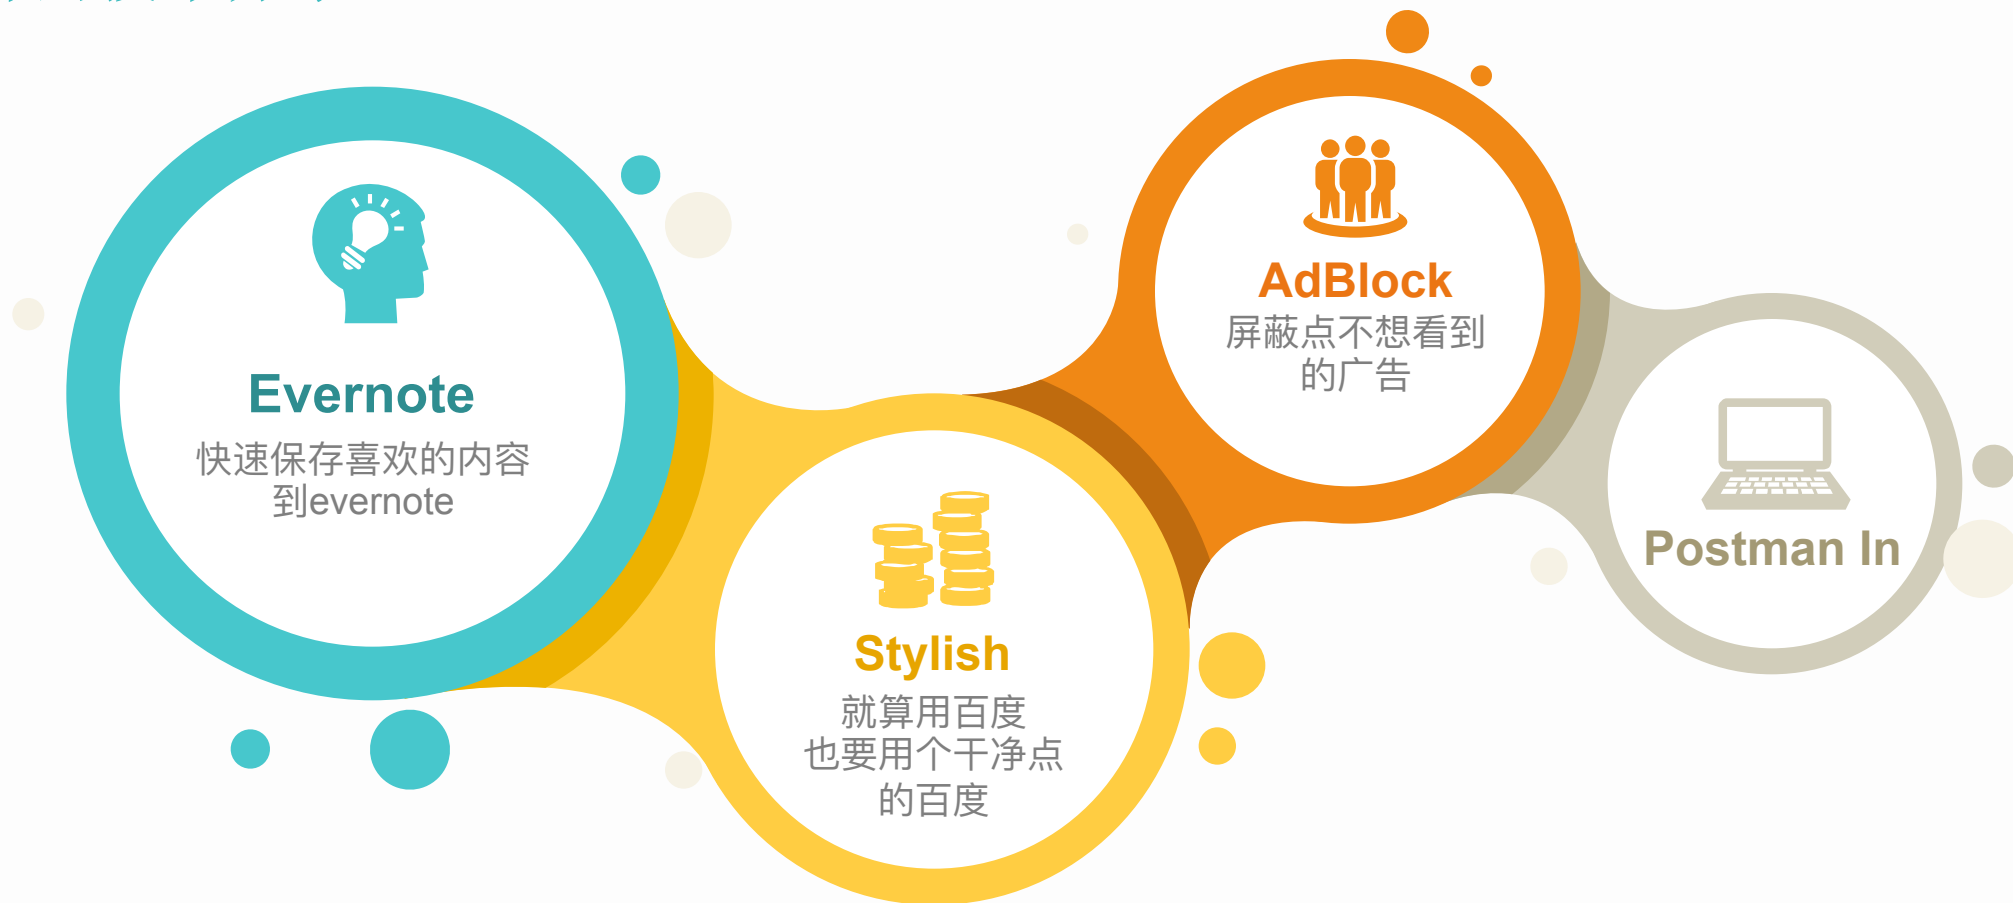 Evernote
快速保存喜欢的内容
到evernote
Stylish
就算用百度
也要用个干净点
的百度
AdBlock
屏蔽点不想看到
的广告
Postman In